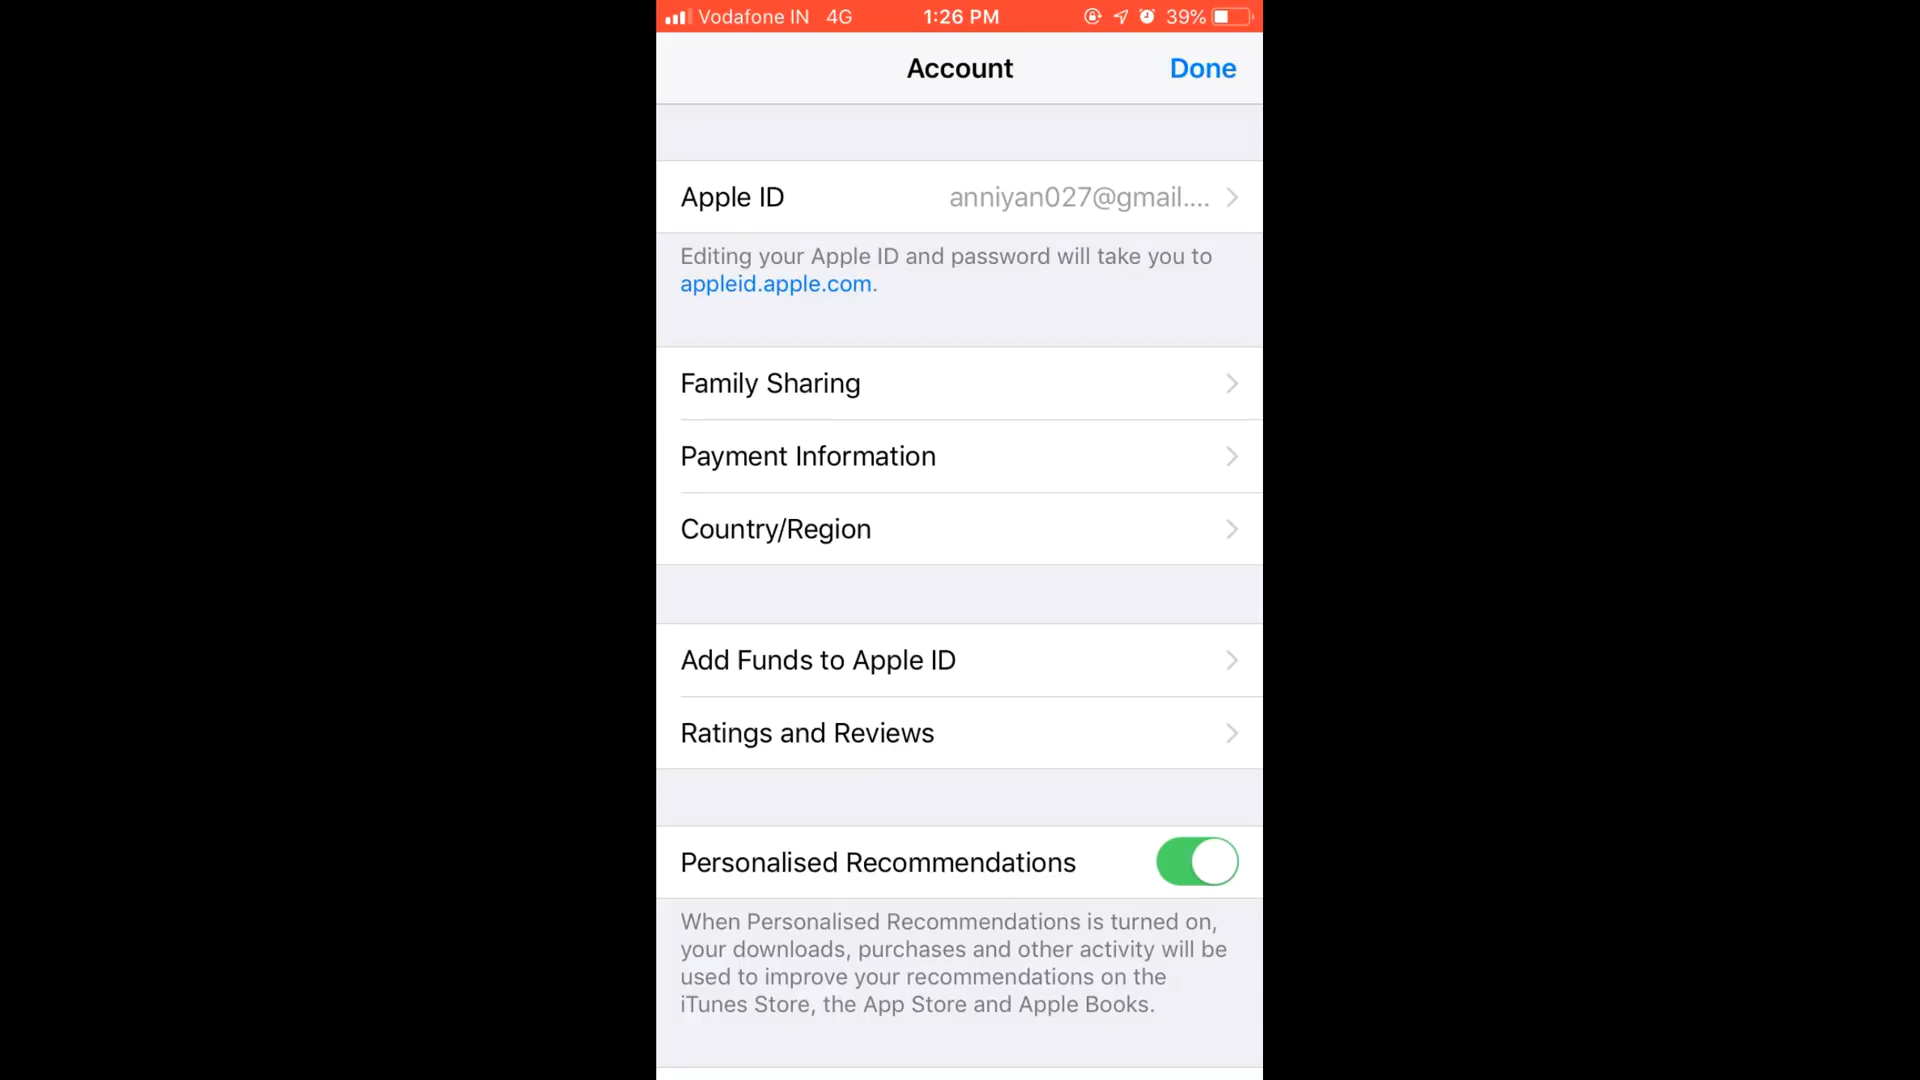 Vodafone IN 4G 1:26 PM 39%
Account Done
Apple ID anniyan027@gmail....
Editing your Apple ID and password will take you to
appleid.apple.com.
Family Sharing
Payment Information
Country/Region
Add Funds to Apple ID
Ratings and Reviews
Personalised Recommendations
When Personalised Recommendations is turned on,
your downloads, purchases and other activity will be
used to improve your recommendations on the
iTunes Store, the App Store and Apple Books.